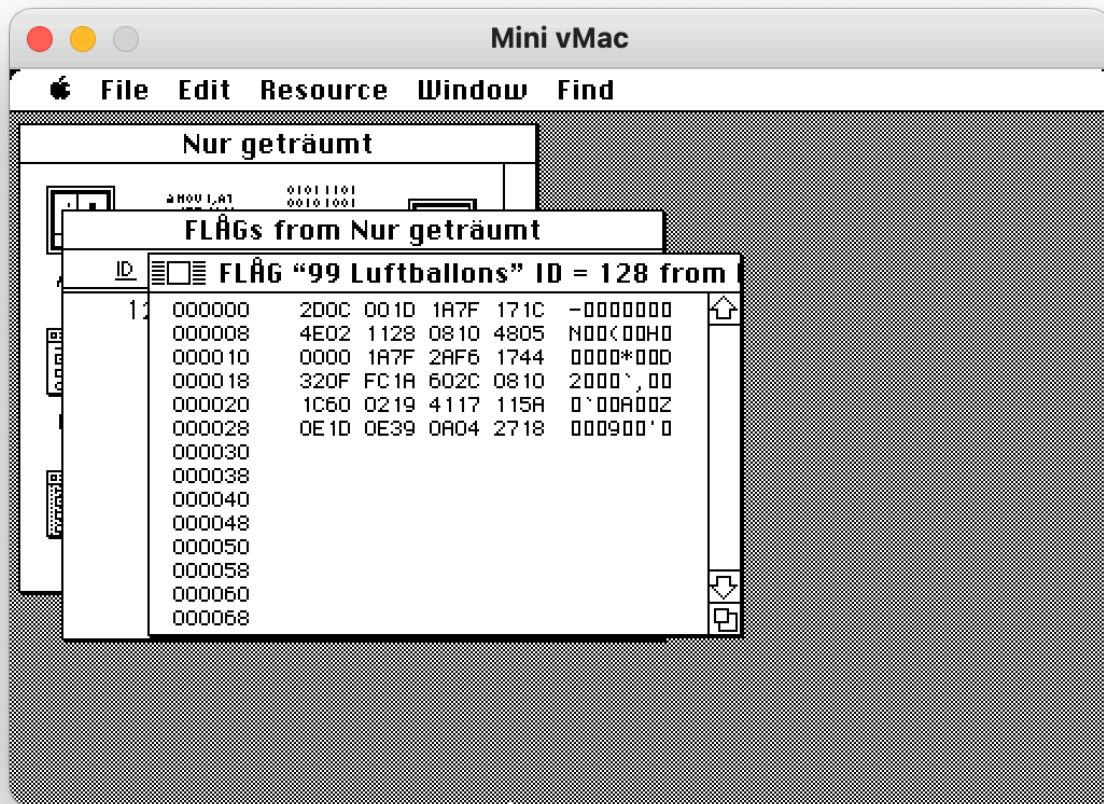 Mini vMac
File Edit Resource Window Find
Nur geträumt
FLÅGs from Nur geträumt
ID
FLÅG “99 Luftballons” ID = 128 from
000000 2D0C 001D 1A7F 171C -▯▯▯▯▯▯▯
000008 4E02 1128 0810 4805 N▯▯(▯▯H▯
000010 0000 1A7F 2AF6 1744 ▯▯▯▯*▯▯D
000018 320F FC1A 602C 0810 2▯▯▯`,▯▯
000020 1C60 0219 4117 115A ▯`▯▯A▯▯Z
000028 0E1D 0E39 0A04 2718 ▯▯▯9▯▯'▯
000030
000038
000040
000048
000050
000058
000060
000068